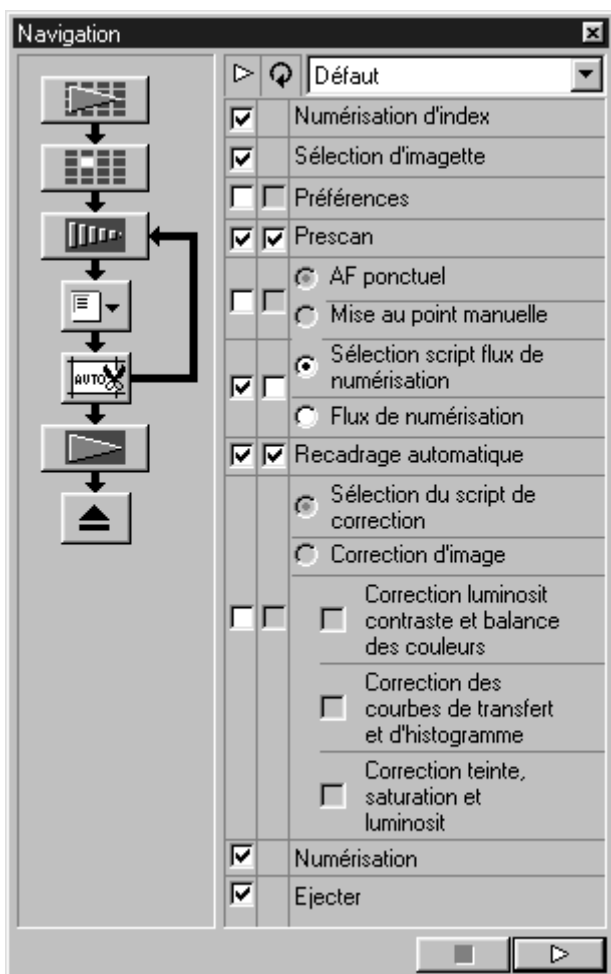 Navigation
Défaut
Numérisation d'index
Sélection d'imagette
Préférences
Prescan
AF ponctuel
Mise au point manuelle
Sélection script flux de
numérisation
AUTO
Flux de numérisation
Recadrage automatique
Sélection du script de
correction
Correction d'image
Correction luminosit
contraste et balance
des couleurs
Correction des
courbes de transfert
et d'histogramme
Correction teinte,
saturation et
luminosit
Numérisation
Ejecter